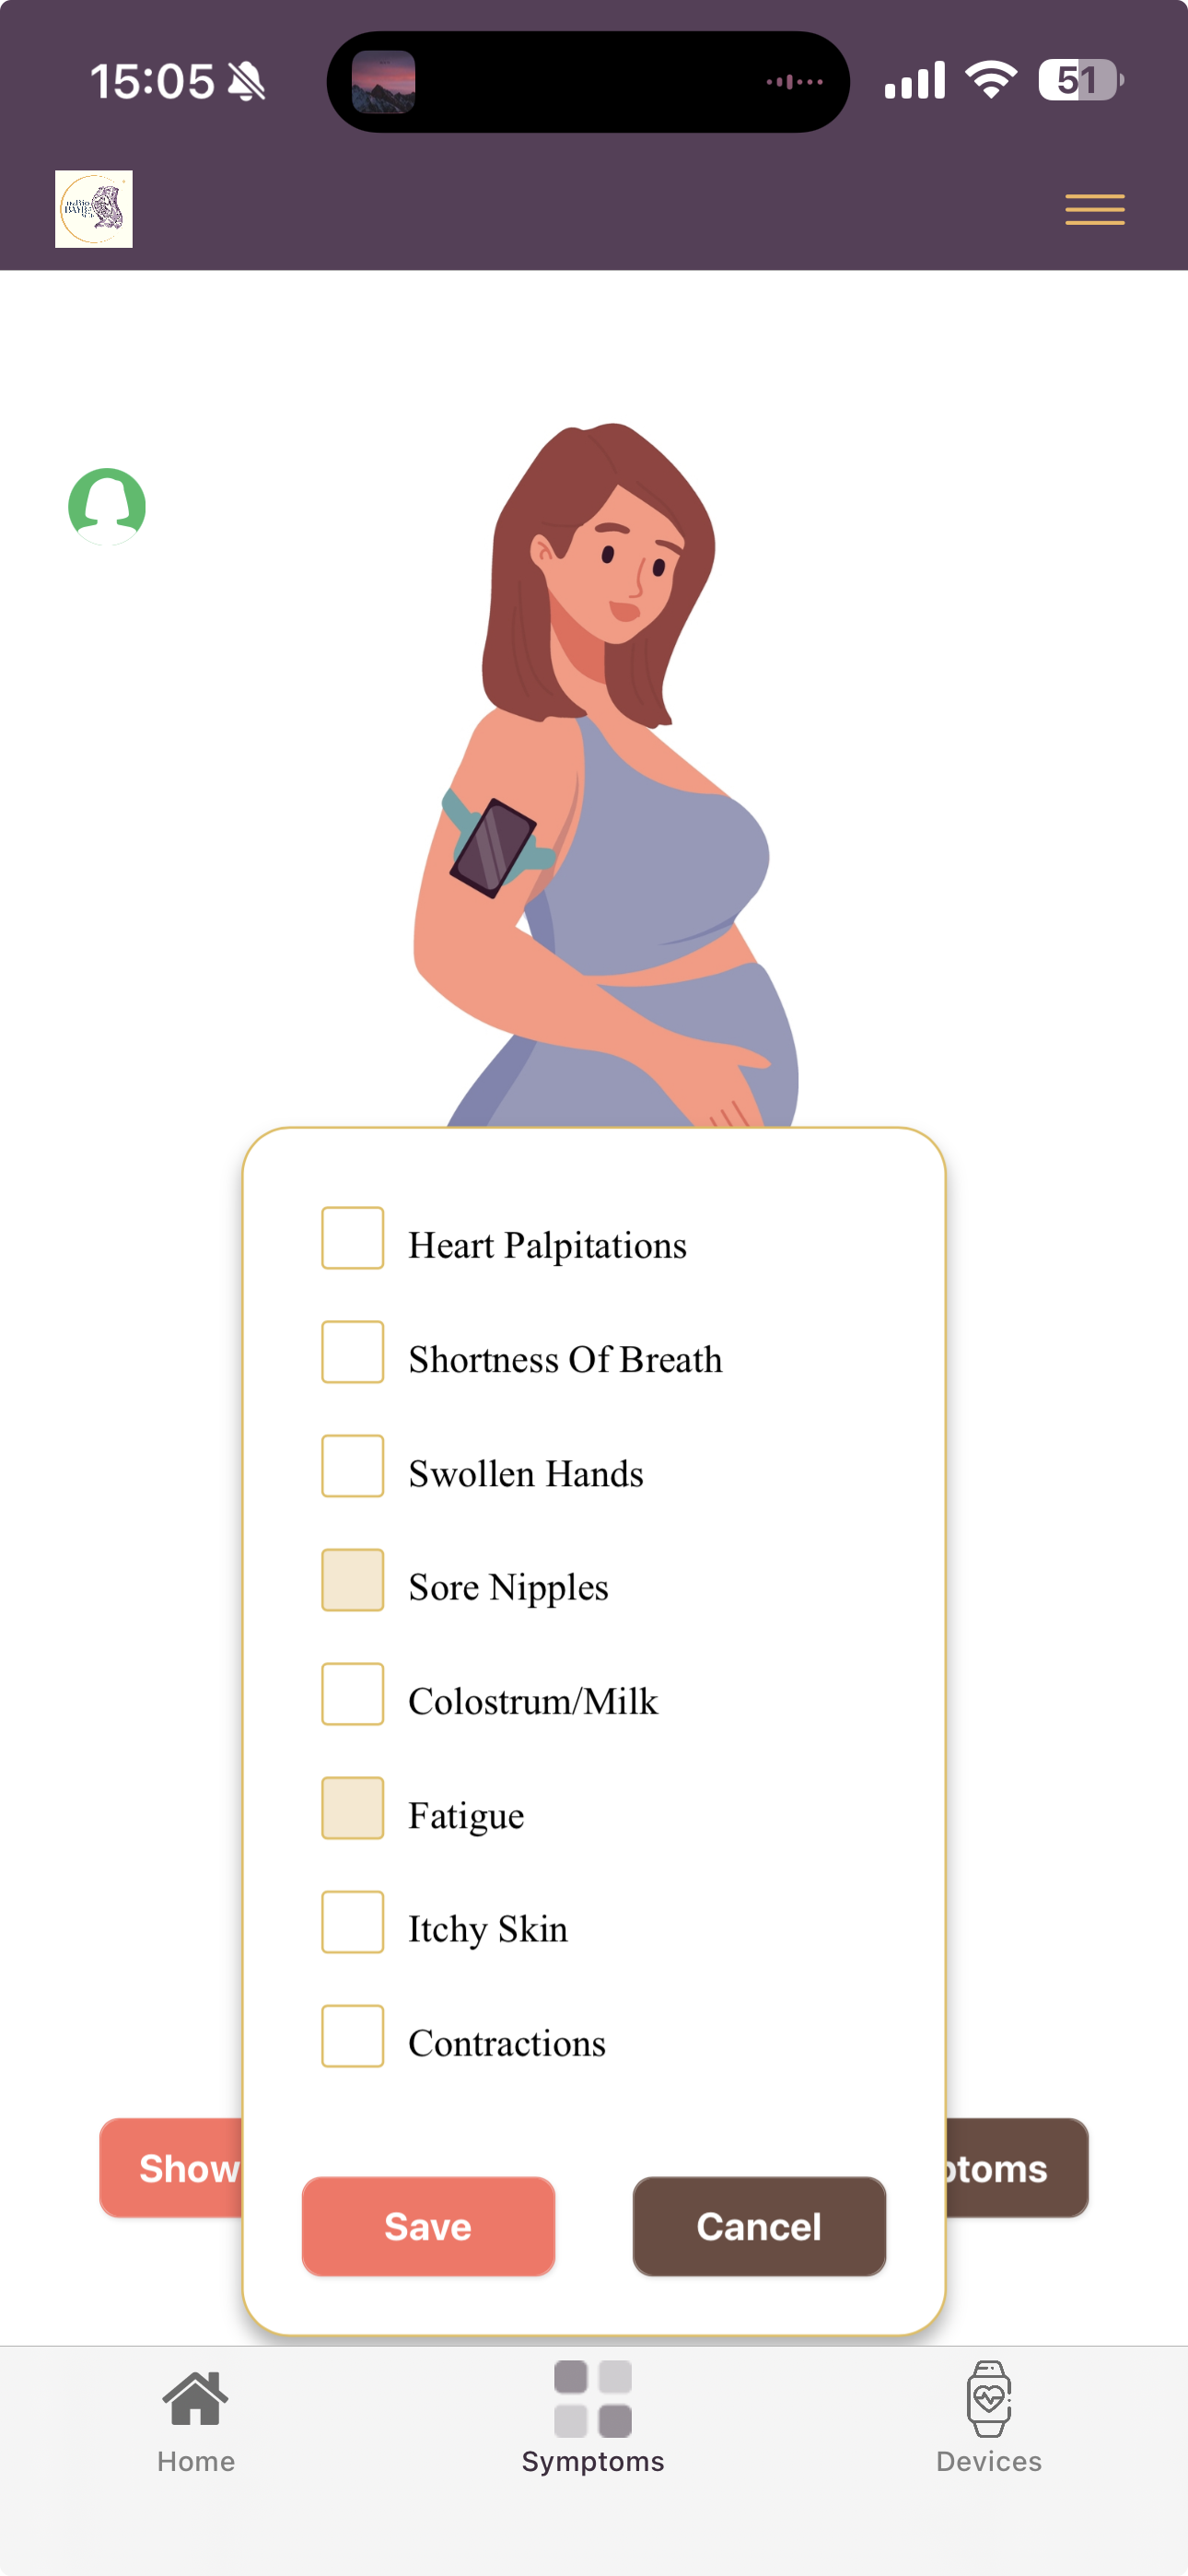 15:05
51
Heart Palpitations
Shortness Of Breath
Swollen Hands
Sore Nipples
Colostrum/Milk
Fatigue
Itchy Skin
Contractions
Show
ptoms
Save
Cancel
Home
Symptoms
Devices